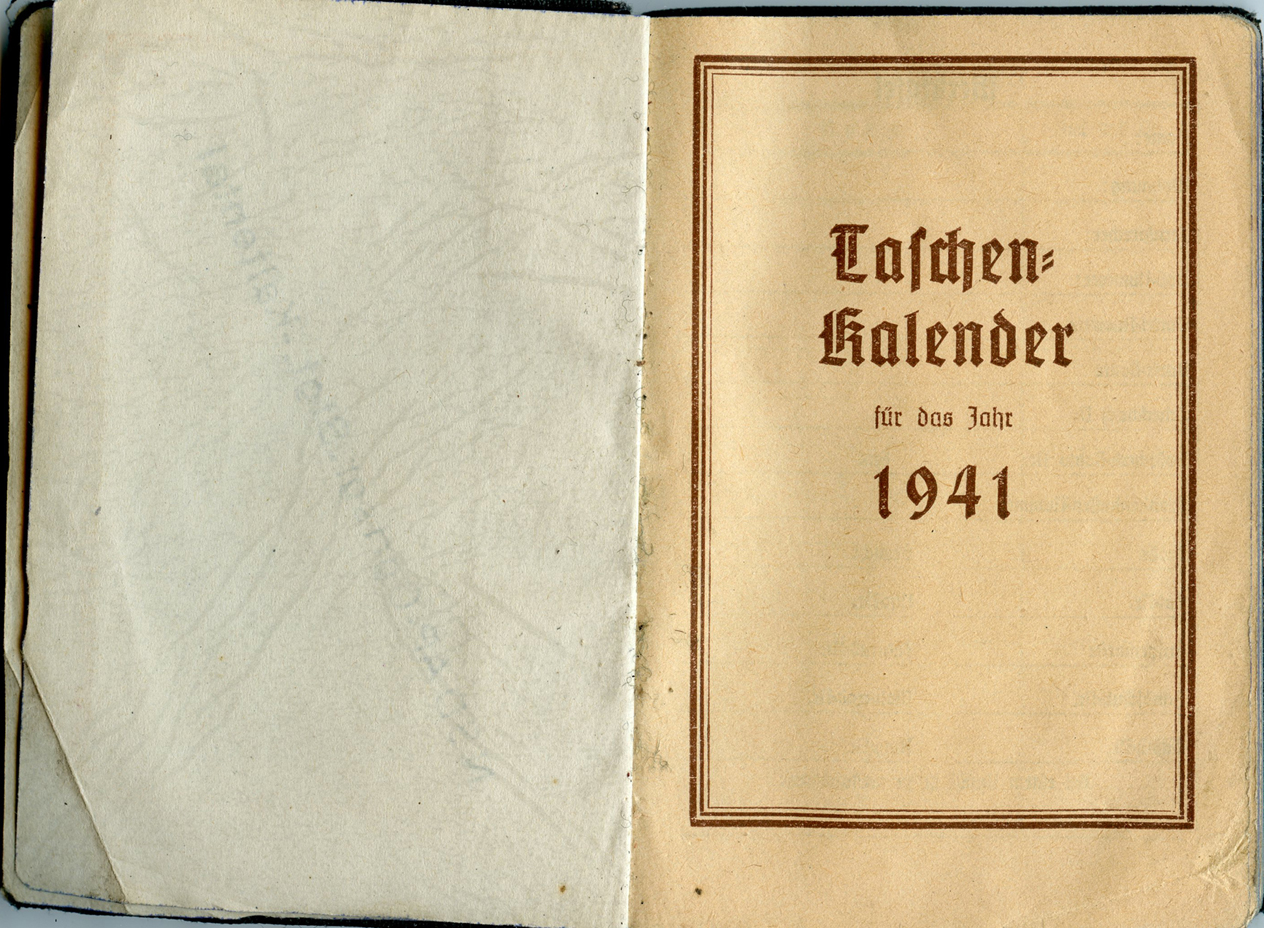 Taſchen⸗
Kalender
für das Jahr
1941